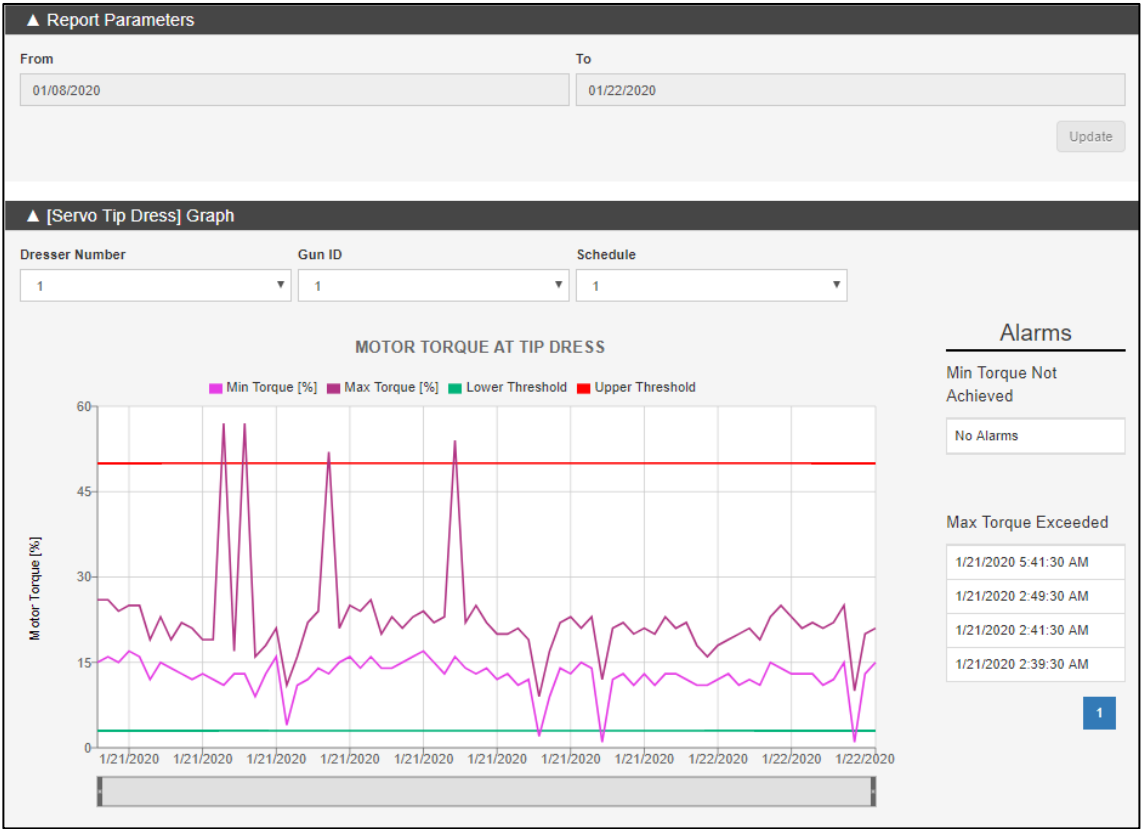 ▲ Report Parameters
From To
01/08/2020 01/22/2020
Update
▲ [Servo Tip Dress] Graph
Dresser Number Gun ID Schedule
1 1 1
MOTOR TORQUE AT TIP DRESS
Min Torque [%] Max Torque [%] Lower Threshold Upper Threshold
Motor Torque [%]
60
45
30
15
0
1/21/2020 1/21/2020 1/21/2020 1/21/2020 1/21/2020 1/21/2020 1/21/2020 1/21/2020 1/22/2020 1/22/2020 1/22/2020
Alarms
Min Torque Not
Achieved
No Alarms
Max Torque Exceeded
1/21/2020 5:41:30 AM
1/21/2020 2:49:30 AM
1/21/2020 2:41:30 AM
1/21/2020 2:39:30 AM
1